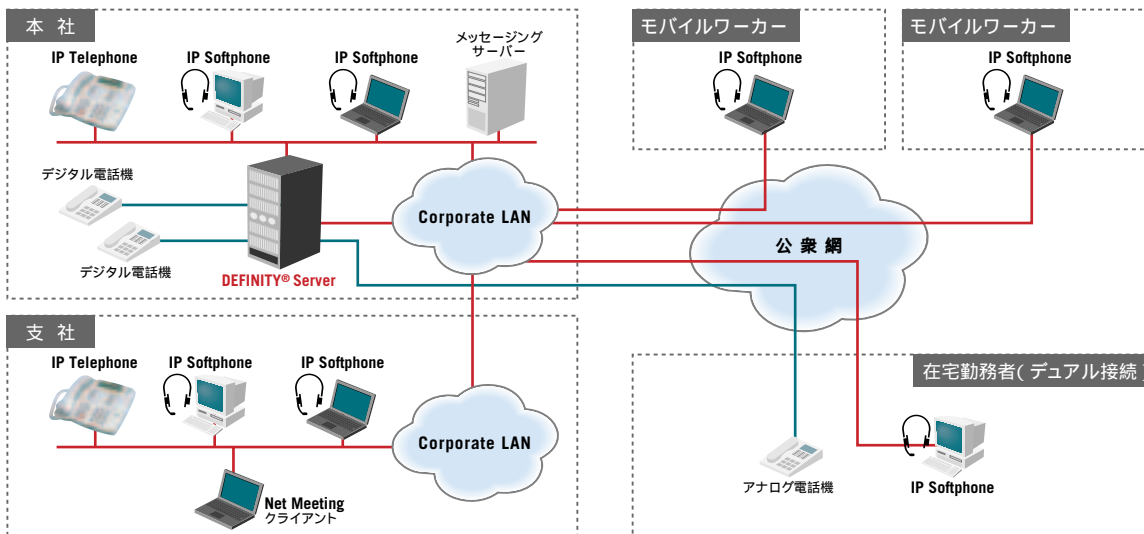 本 社
IP Telephone
IP Softphone
IP Softphone
メッセージング
サーバー
デジタル電話機
デジタル電話機
DEFINITY® Server
Corporate LAN
モバイルワーカー
IP Softphone
モバイルワーカー
IP Softphone
公 衆 網
支 社
IP Telephone
IP Softphone
IP Softphone
Corporate LAN
Net Meeting
クライアント
在宅勤務者( デュアル接続 )
アナログ電話機
IP Softphone